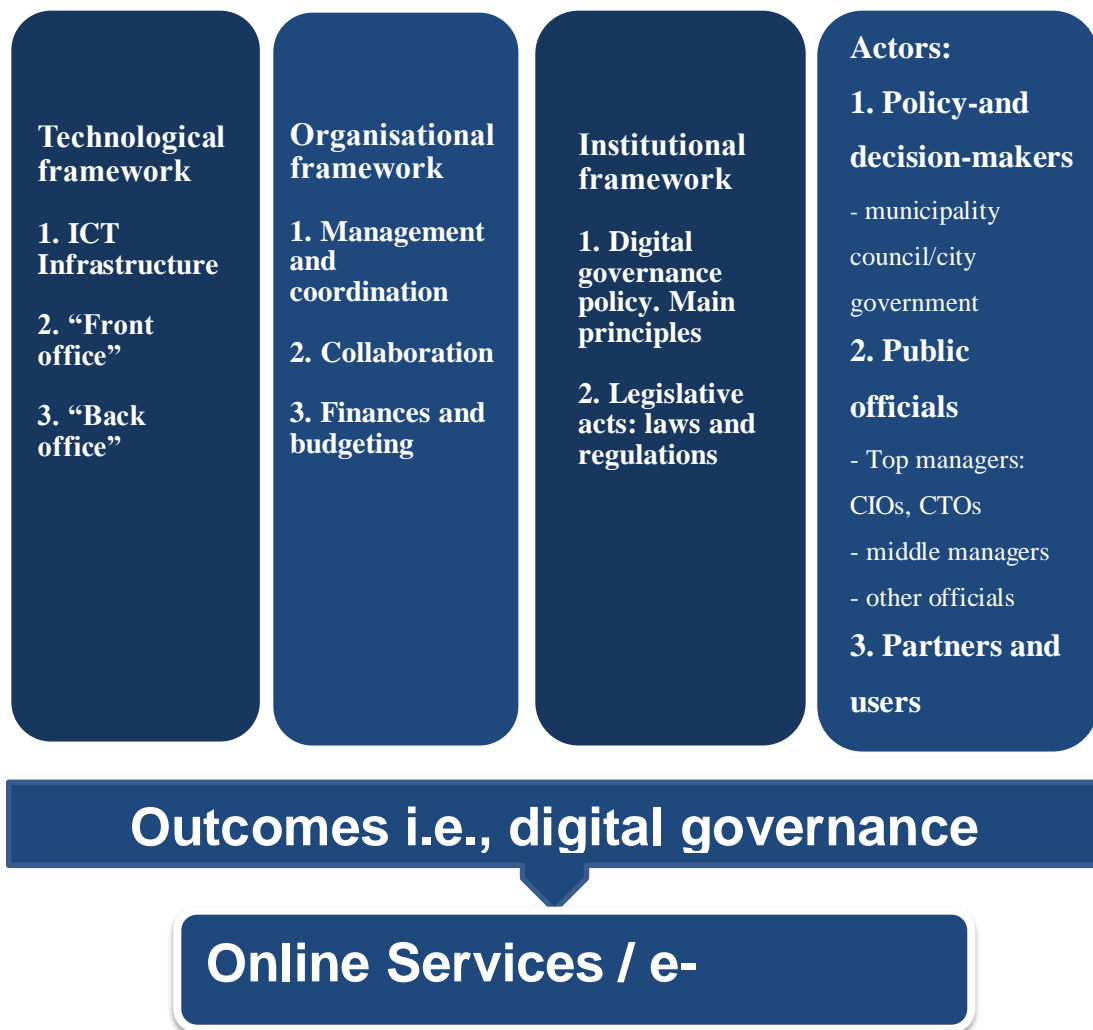 Technological
framework
1. ICT
Infrastructure
2. “Front
office”
3. “Back
office”
Organisational
framework
1. Management
and
coordination
2. Collaboration
3. Finances and
budgeting
Institutional
framework
1. Digital
governance
policy. Main
principles
2. Legislative
acts: laws and
regulations
Actors:
1. Policy-and
decision-makers
- municipality
council/city
government
2. Public
officials
- Top managers:
CIOs, CTOs
- middle managers
- other officials
3. Partners and
users
Outcomes i.e., digital governance
Online Services / e-